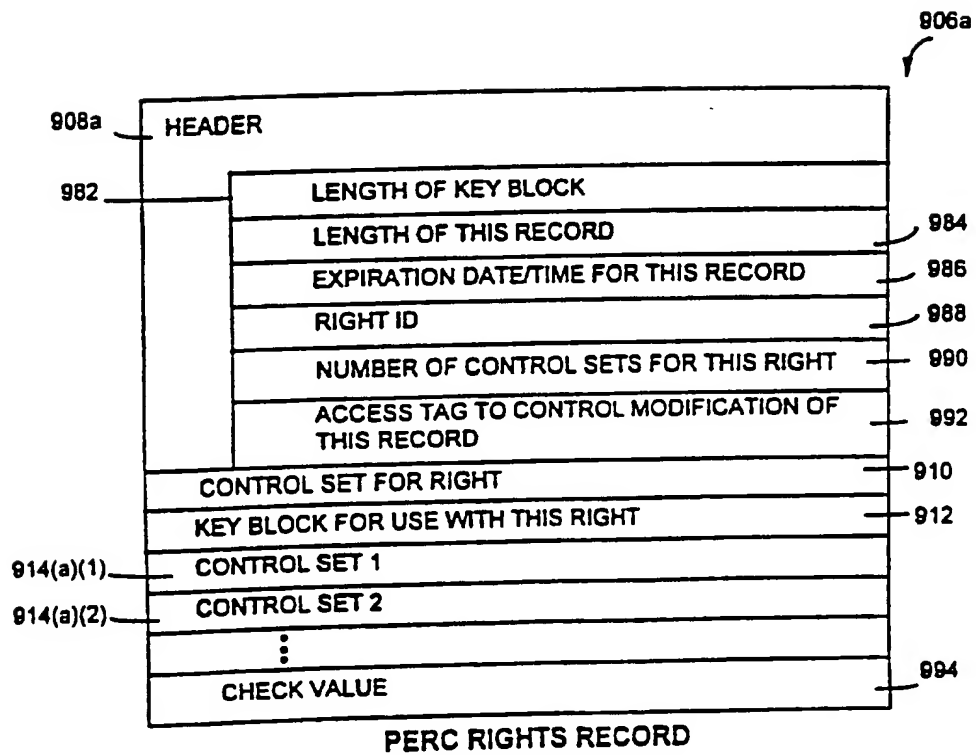 906a
908a HEADER
982 LENGTH OF KEY BLOCK
LENGTH OF THIS RECORD 984
EXPIRATION DATE/TIME FOR THIS RECORD 986
RIGHT ID 988
NUMBER OF CONTROL SETS FOR THIS RIGHT 990
ACCESS TAG TO CONTROL MODIFICATION OF
THIS RECORD 992
CONTROL SET FOR RIGHT 910
KEY BLOCK FOR USE WITH THIS RIGHT 912
914(a)(1) CONTROL SET 1
914(a)(2) CONTROL SET 2
⋮
CHECK VALUE 994
PERC RIGHTS RECORD